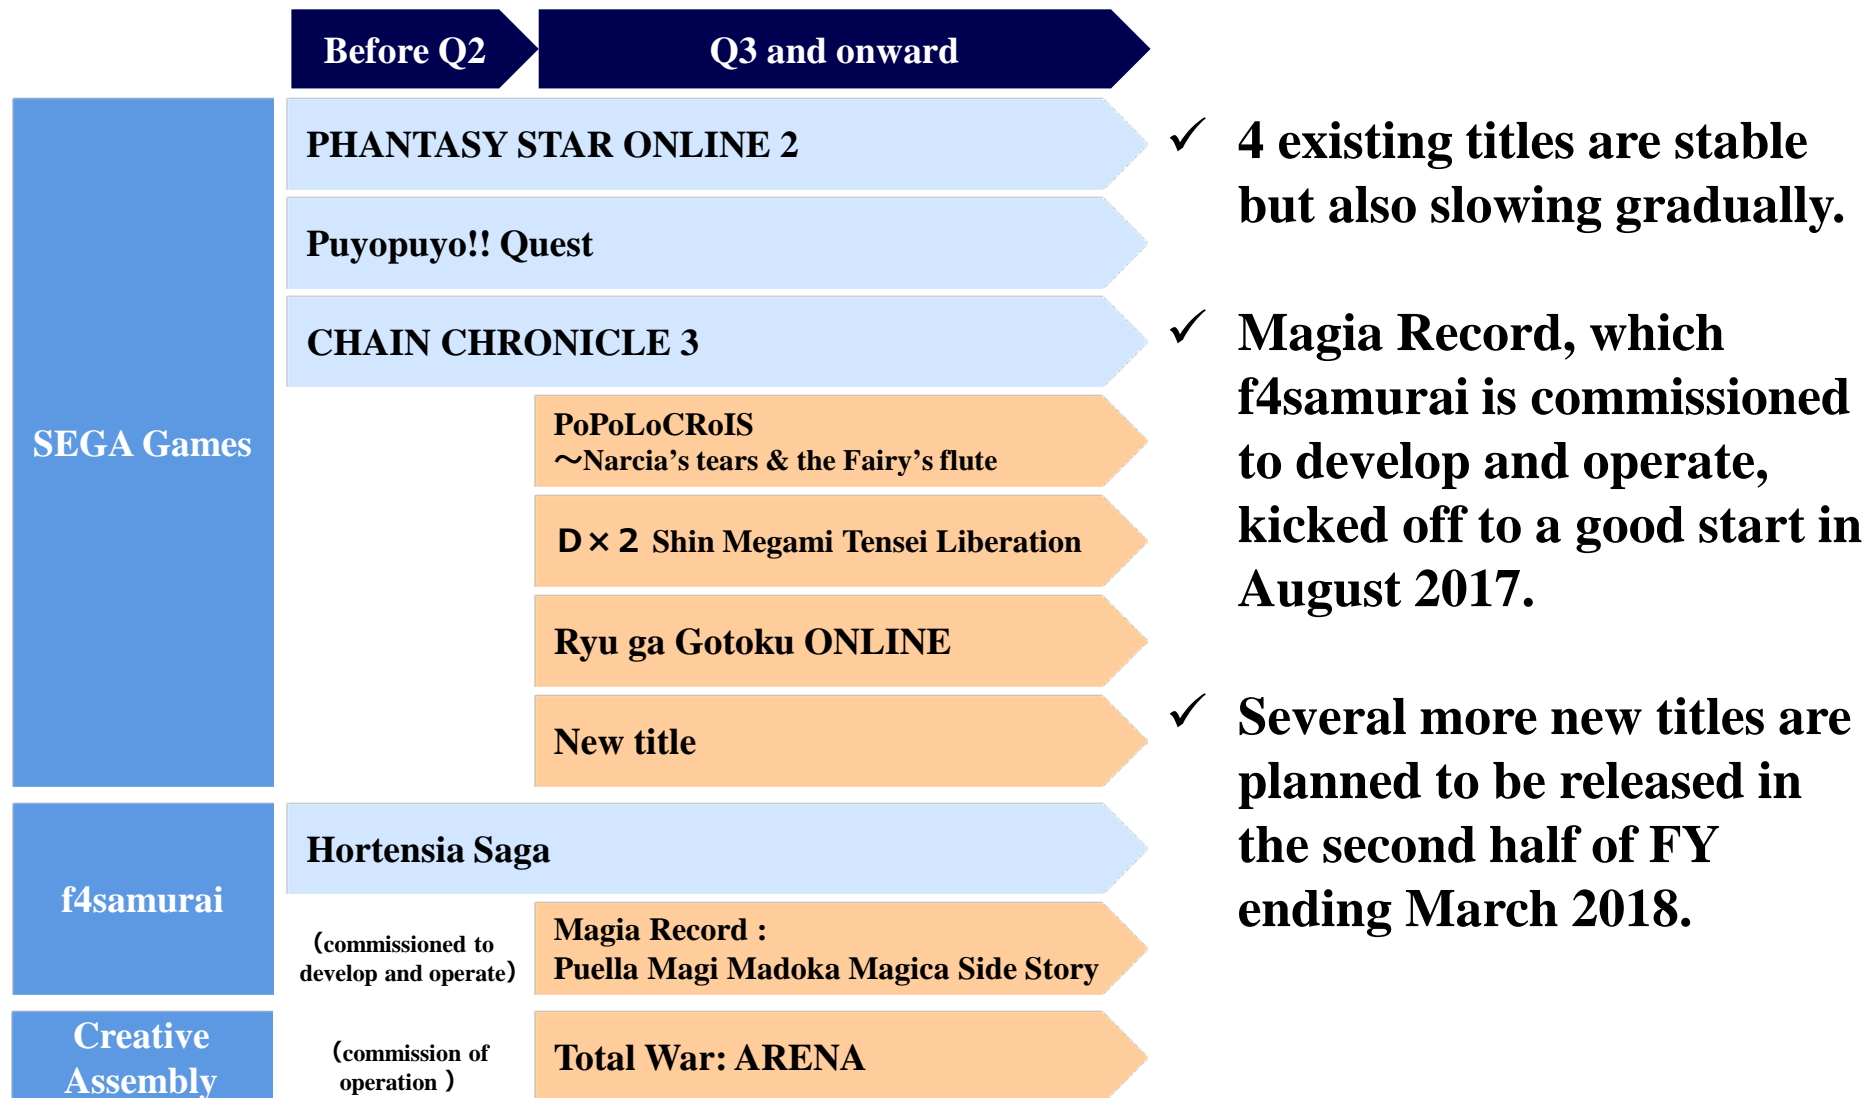 Before Q2
Q3 and onward
SEGA Games
PHANTASY STAR ONLINE 2
Puyopuyo!! Quest
CHAIN CHRONICLE 3
PoPoLoCRoIS
～Narcia’s tears & the Fairy’s flute
Ｄ×２ Shin Megami Tensei Liberation
Ryu ga Gotoku ONLINE
New title
f4samurai
Hortensia Saga
（commissioned to
develop and operate）
Magia Record :
Puella Magi Madoka Magica Side Story
Creative
Assembly
（commission of
operation ）
Total War: ARENA
✓ 4 existing titles are stable
but also slowing gradually.
✓ Magia Record, which
f4samurai is commissioned
to develop and operate,
kicked off to a good start in
August 2017.
✓ Several more new titles are
planned to be released in
the second half of FY
ending March 2018.